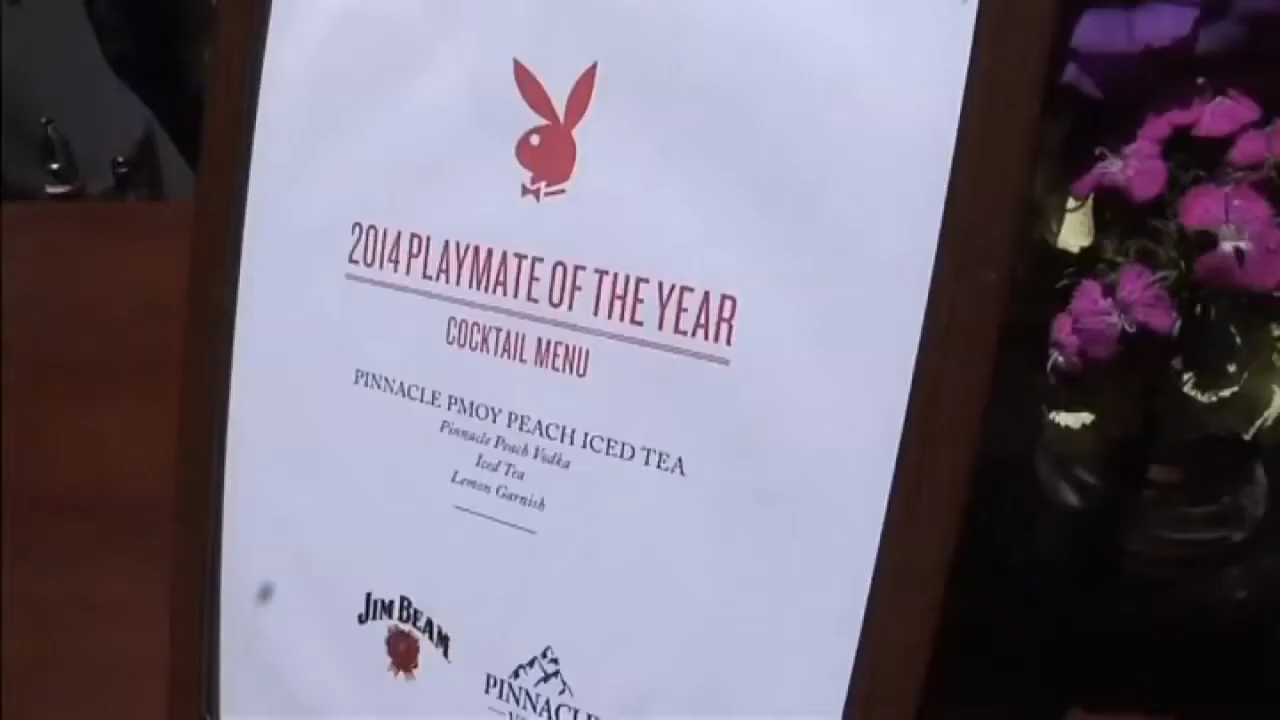 2014 PLAYMATE OF THE YEAR
COCKTAIL MENU
PINNACLE PMOY PEACH ICED TEA
Pinnacle Peach Vodka
Iced Tea
Lemon Garnish
JIM BEAM
PINNACLE